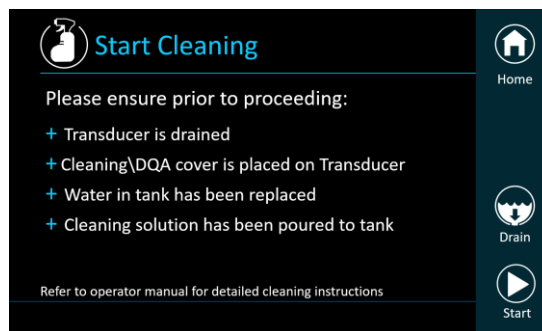 Start Cleaning
Home
Please ensure prior to proceeding:
+ Transducer is drained
+ Cleaning\DQA cover is placed on Transducer
+ Water in tank has been replaced
+ Cleaning solution has been poured to tank
Drain
Refer to operator manual for detailed cleaning instructions
Start